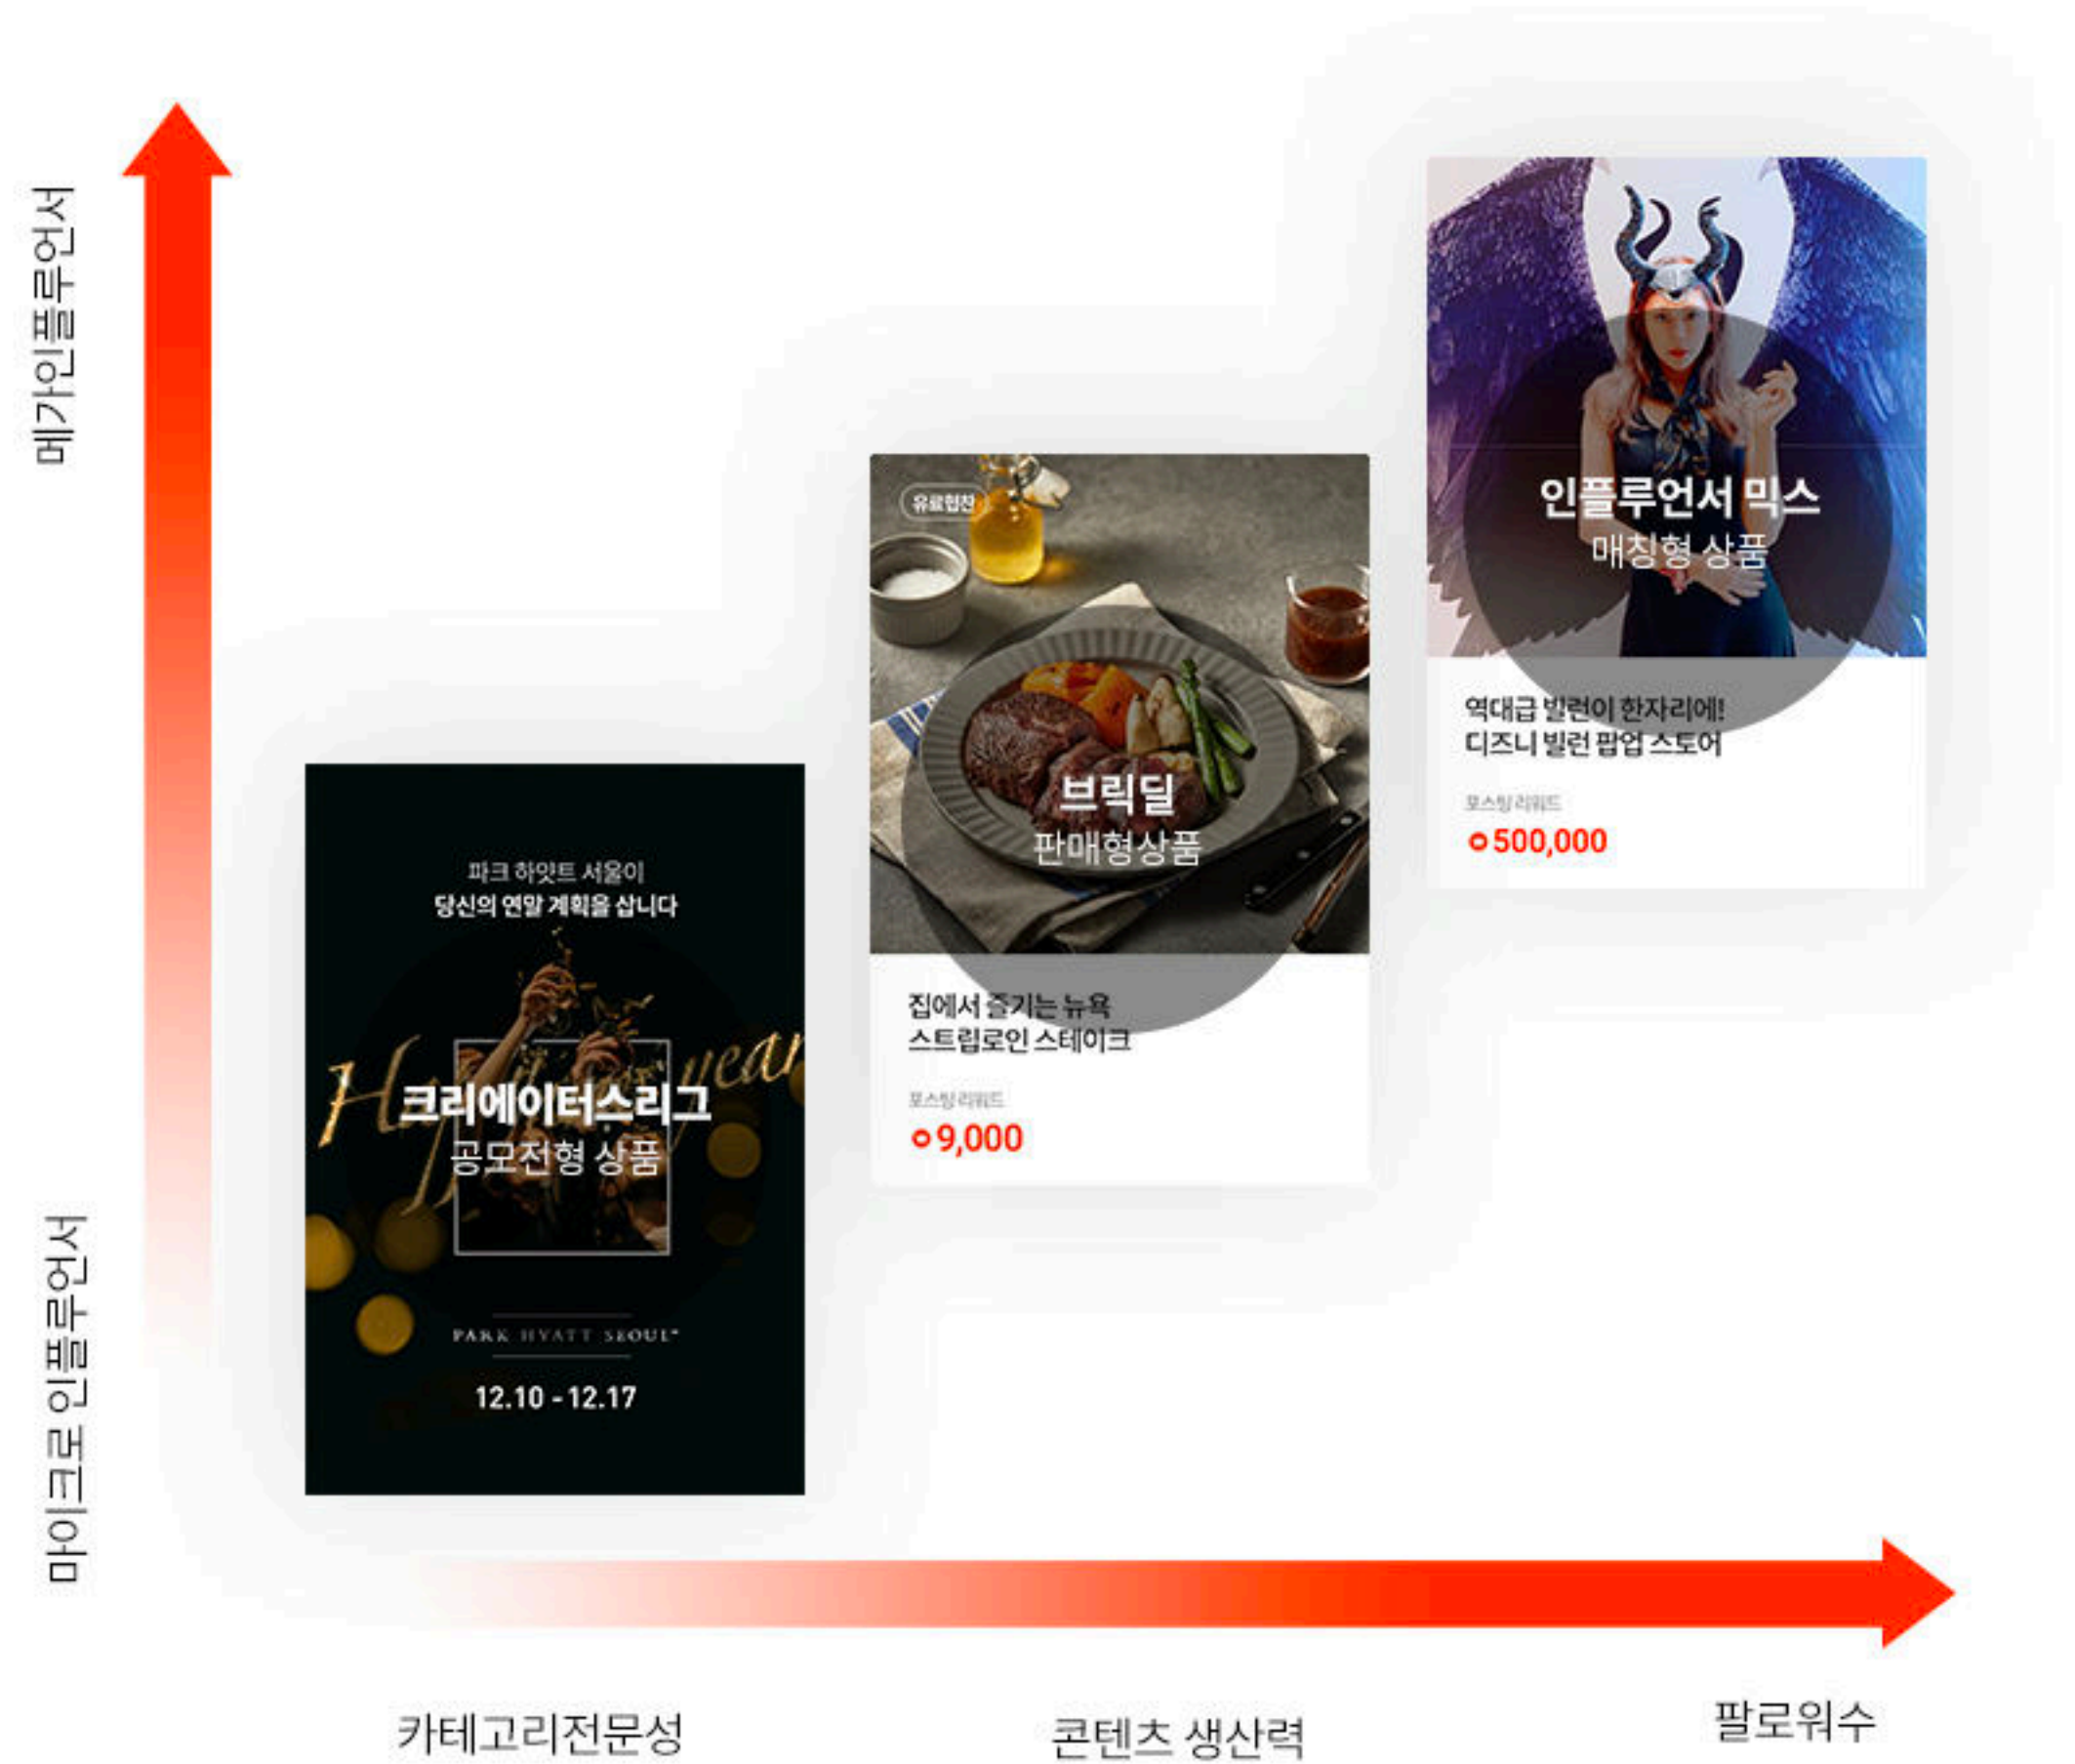 메가인플루언서
마이크로 인플루언서
파크 하얏트 서울이
당신의 연말 계획을 삽니다
크리에이터스리그
공모전형 상품
PARK HYATT SEOUL
12.10 - 12.17
유료협찬
브릭딜
판매형상품
집에서 즐기는 뉴욕
스트립로인 스테이크
포스팅 리워드
9,000
인플루언서 믹스
매칭형 상품
역대급 빌런이 한자리에!
디즈니 빌런 팝업 스토어
포스팅 리워드
500,000
카테고리전문성
콘텐츠 생산력
팔로워수